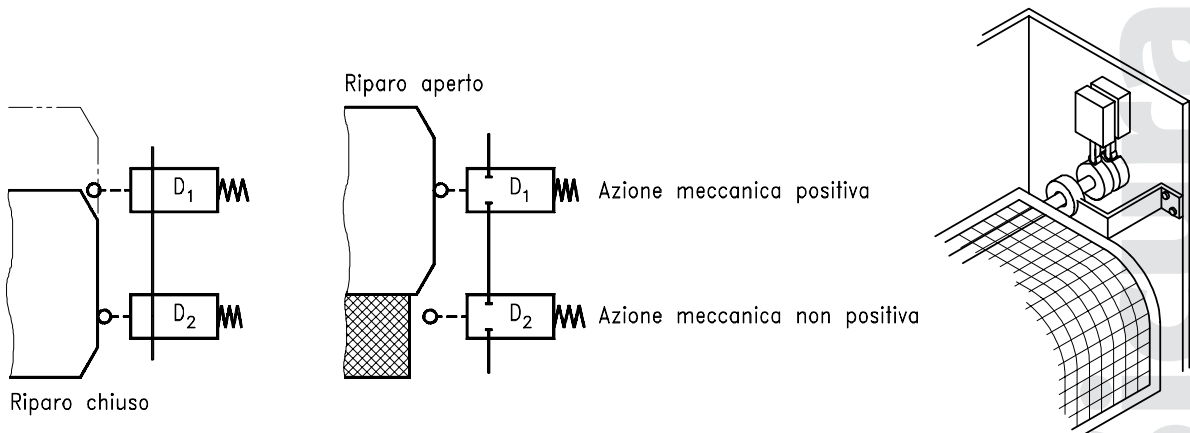 Riparo aperto
D1
D1
Azione meccanica positiva
D2
D2
Azione meccanica non positiva
Riparo chiuso